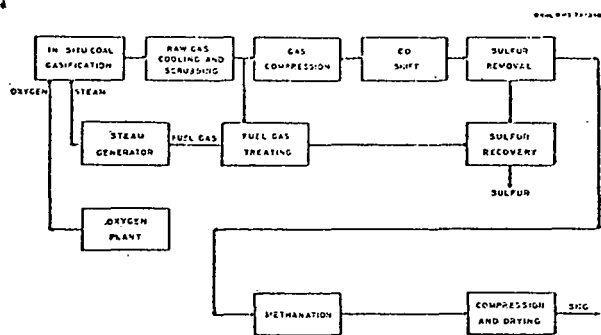 IN SITU COAL
GASIFICATION
RAW GAS
COOLING AND
SCRUBBING
GAS
COMPRESSION
CO
SHIFT
SULFUR
REMOVAL
OXYGEN
STEAM
STEAM
GENERATOR
FUEL GAS
FUEL GAS
TREATING
SULFUR
RECOVERY
SULFUR
OXYGEN
PLANT
METHANATION
COMPRESSION
AND DRYING
SNG